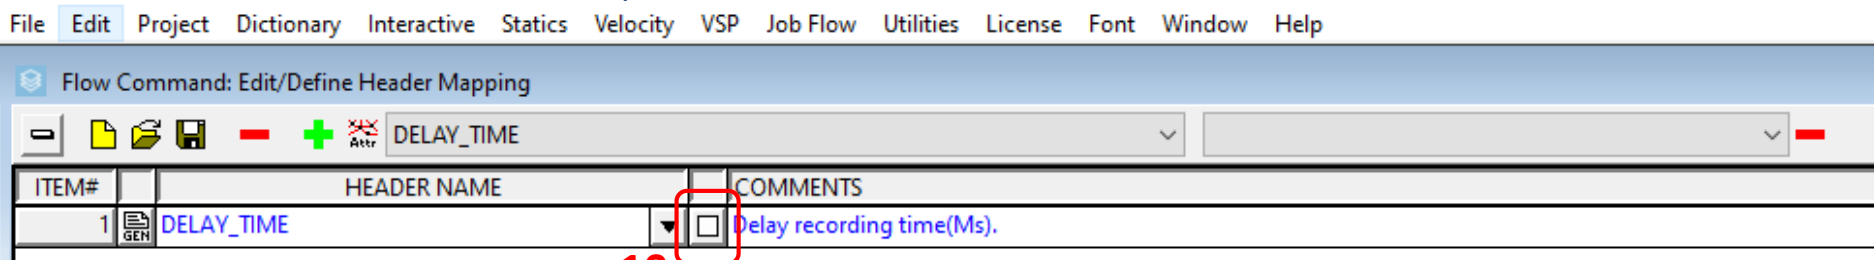 File Edit Project Dictionary Interactive Statics Velocity VSP Job Flow Utilities License Font Window Help
Flow Command: Edit/Define Header Mapping
Attr DELAY_TIME
ITEM# HEADER NAME COMMENTS
1 GEN DELAY_TIME Delay recording time(Ms).